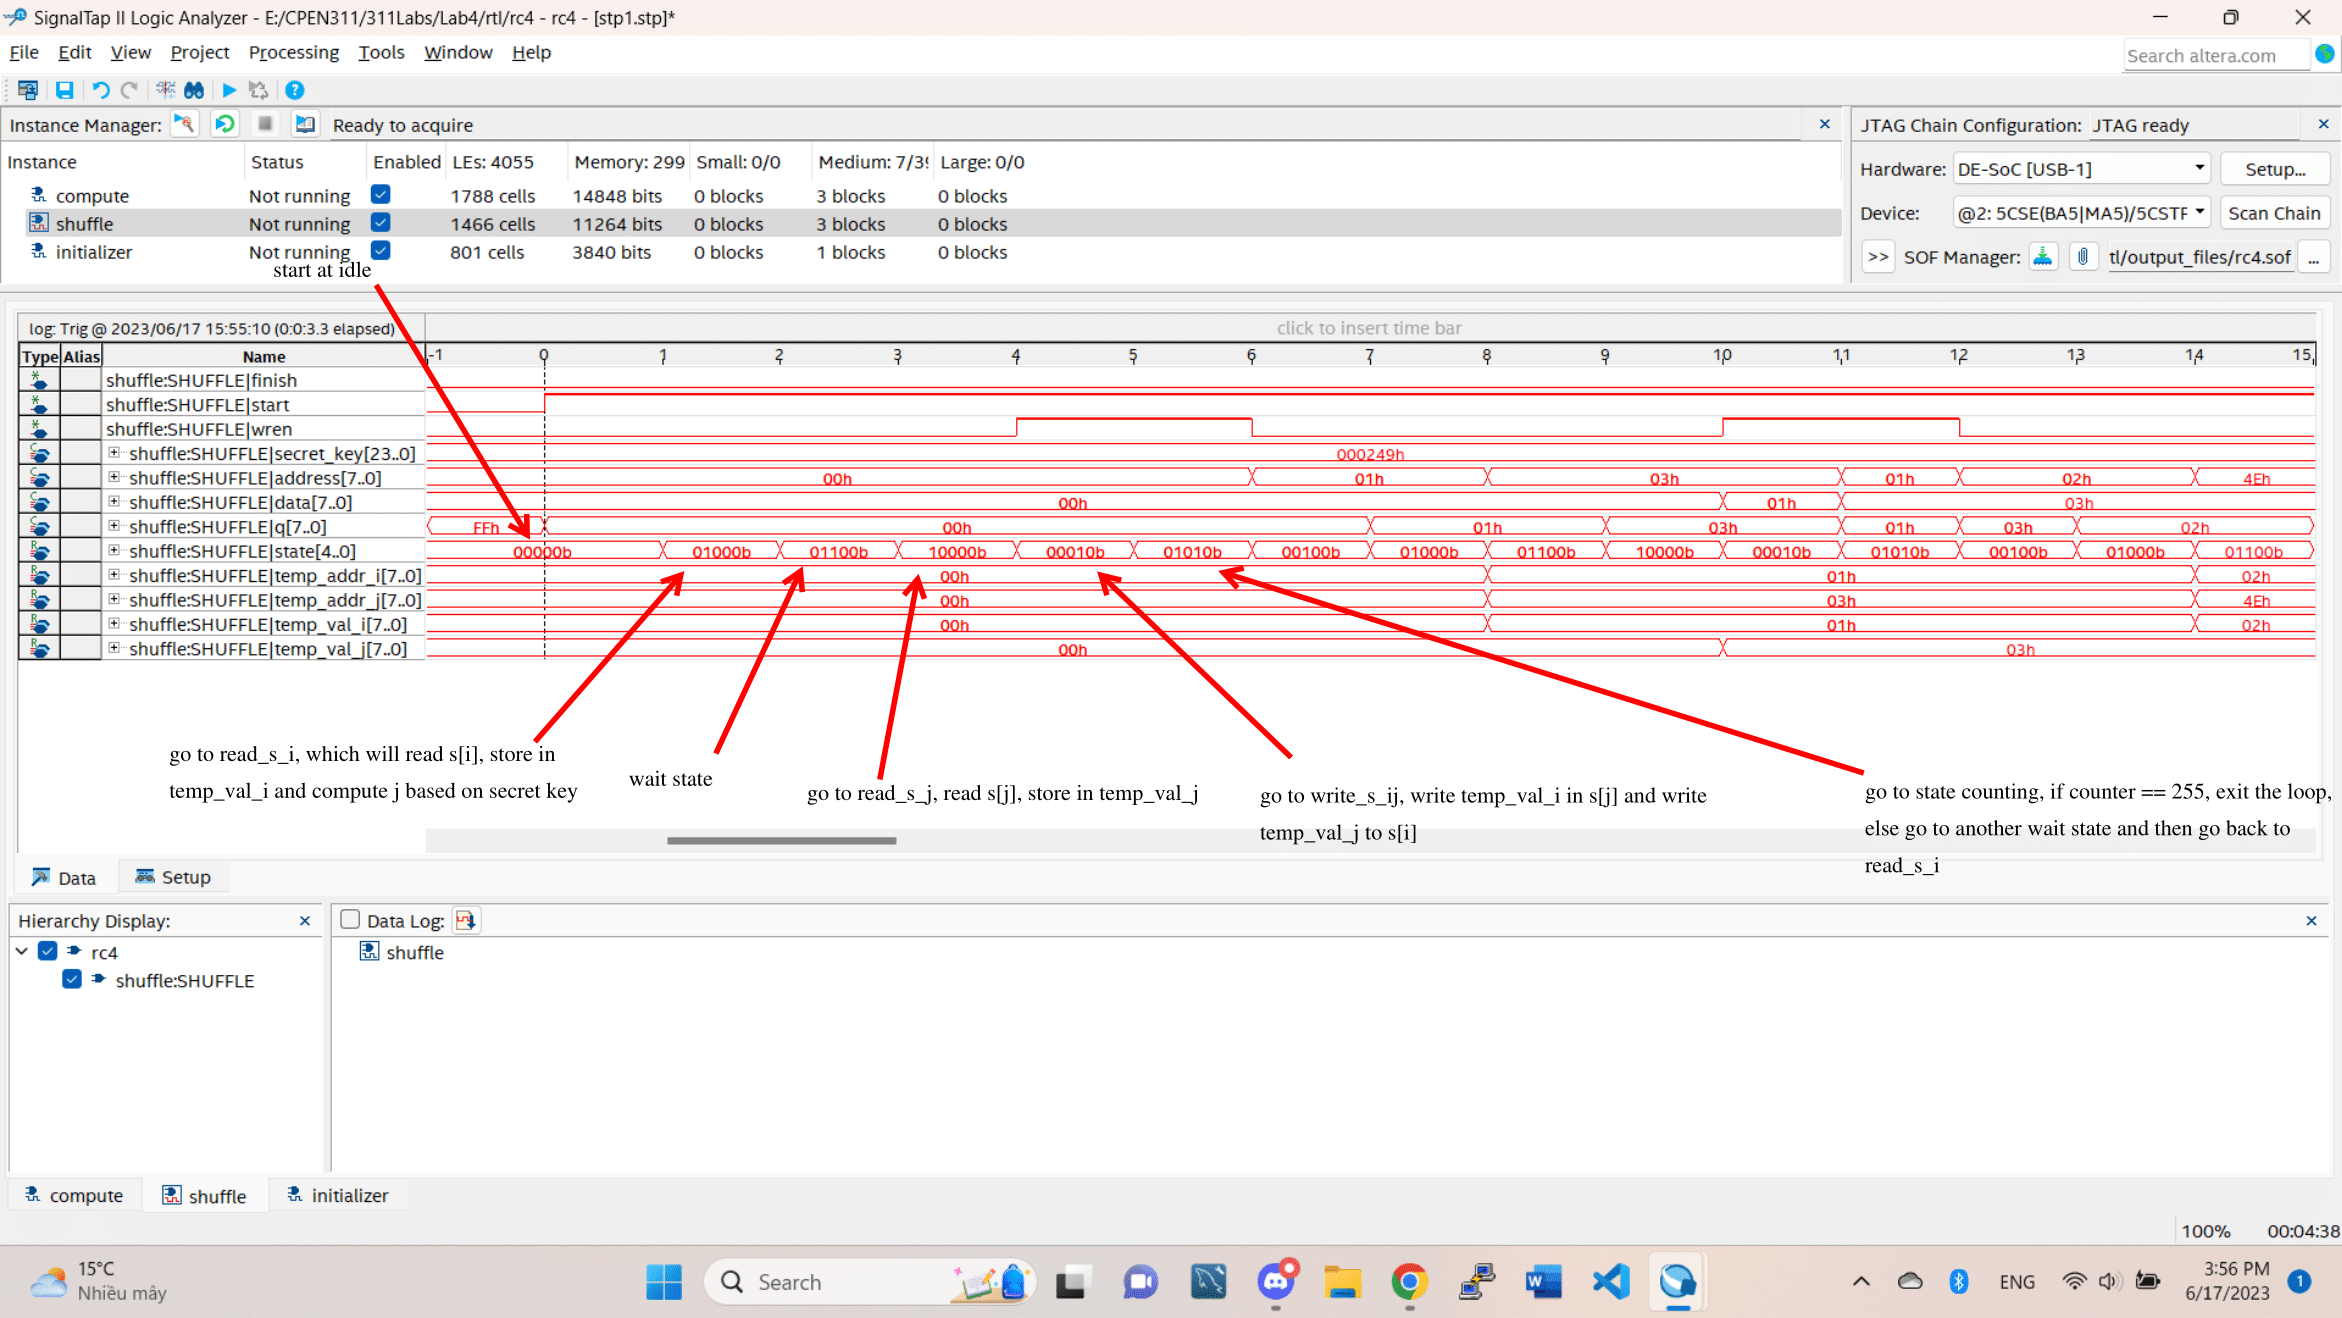 SignalTap II Logic Analyzer - E:/CPEN311/311Labs/Lab4/rtl/rc4 - rc4 - [stp1.stp]*
File Edit View Project Processing Tools Window Help
Search altera.com
Instance Manager: Ready to acquire
JTAG Chain Configuration: JTAG ready
Instance Status Enabled LEs: 4055 Memory: 299 Small: 0/0 Medium: 7/39 Large: 0/0
Hardware: DE-SoC [USB-1] Setup...
compute Not running 1788 cells 14848 bits 0 blocks 3 blocks 0 blocks
shuffle Not running 1466 cells 11264 bits 0 blocks 3 blocks 0 blocks
Device: @2: 5CSE(BA5|MA5)/5CSTF Scan Chain
initializer Not running 801 cells 3840 bits 0 blocks 1 blocks 0 blocks
>> SOF Manager: tl/output_files/rc4.sof ...
start at idle
log: Trig @ 2023/06/17 15:55:10 (0:0:3.3 elapsed) click to insert time bar
Type Alias Name -1 0 1 2 3 4 5 6 7 8 9 10 11 12 13 14 15
shuffle:SHUFFLE|finish
shuffle:SHUFFLE|start
shuffle:SHUFFLE|wren
shuffle:SHUFFLE|secret_key[23..0] 000249h
shuffle:SHUFFLE|address[7..0] 00h 01h 03h 01h 02h 4Eh
shuffle:SHUFFLE|data[7..0] 00h 01h 03h
shuffle:SHUFFLE|q[7..0] FFh 00h 01h 03h 01h 03h 02h
shuffle:SHUFFLE|state[4..0] 00000b 01000b 01100b 10000b 00010b 01010b 00100b 01000b 01100b 10000b 00010b 01010b 00100b 01000b 01100b
shuffle:SHUFFLE|temp_addr_i[7..0] 00h 01h 02h
shuffle:SHUFFLE|temp_addr_j[7..0] 00h 03h 4Eh
shuffle:SHUFFLE|temp_val_i[7..0] 00h 01h 02h
shuffle:SHUFFLE|temp_val_j[7..0] 00h 03h
go to read_s_i, which will read s[i], store in
temp_val_i and compute j based on secret key
wait state
go to read_s_j, read s[j], store in temp_val_j
go to write_s_ij, write temp_val_i in s[j] and write
temp_val_j to s[i]
go to state counting, if counter == 255, exit the loop,
else go to another wait state and then go back to
read_s_i
Data Setup
Hierarchy Display:
rc4
shuffle:SHUFFLE
Data Log:
shuffle
compute shuffle initializer
100% 00:04:38
15°C
Nhiều mây
Search
ENG
3:56 PM
6/17/2023
1